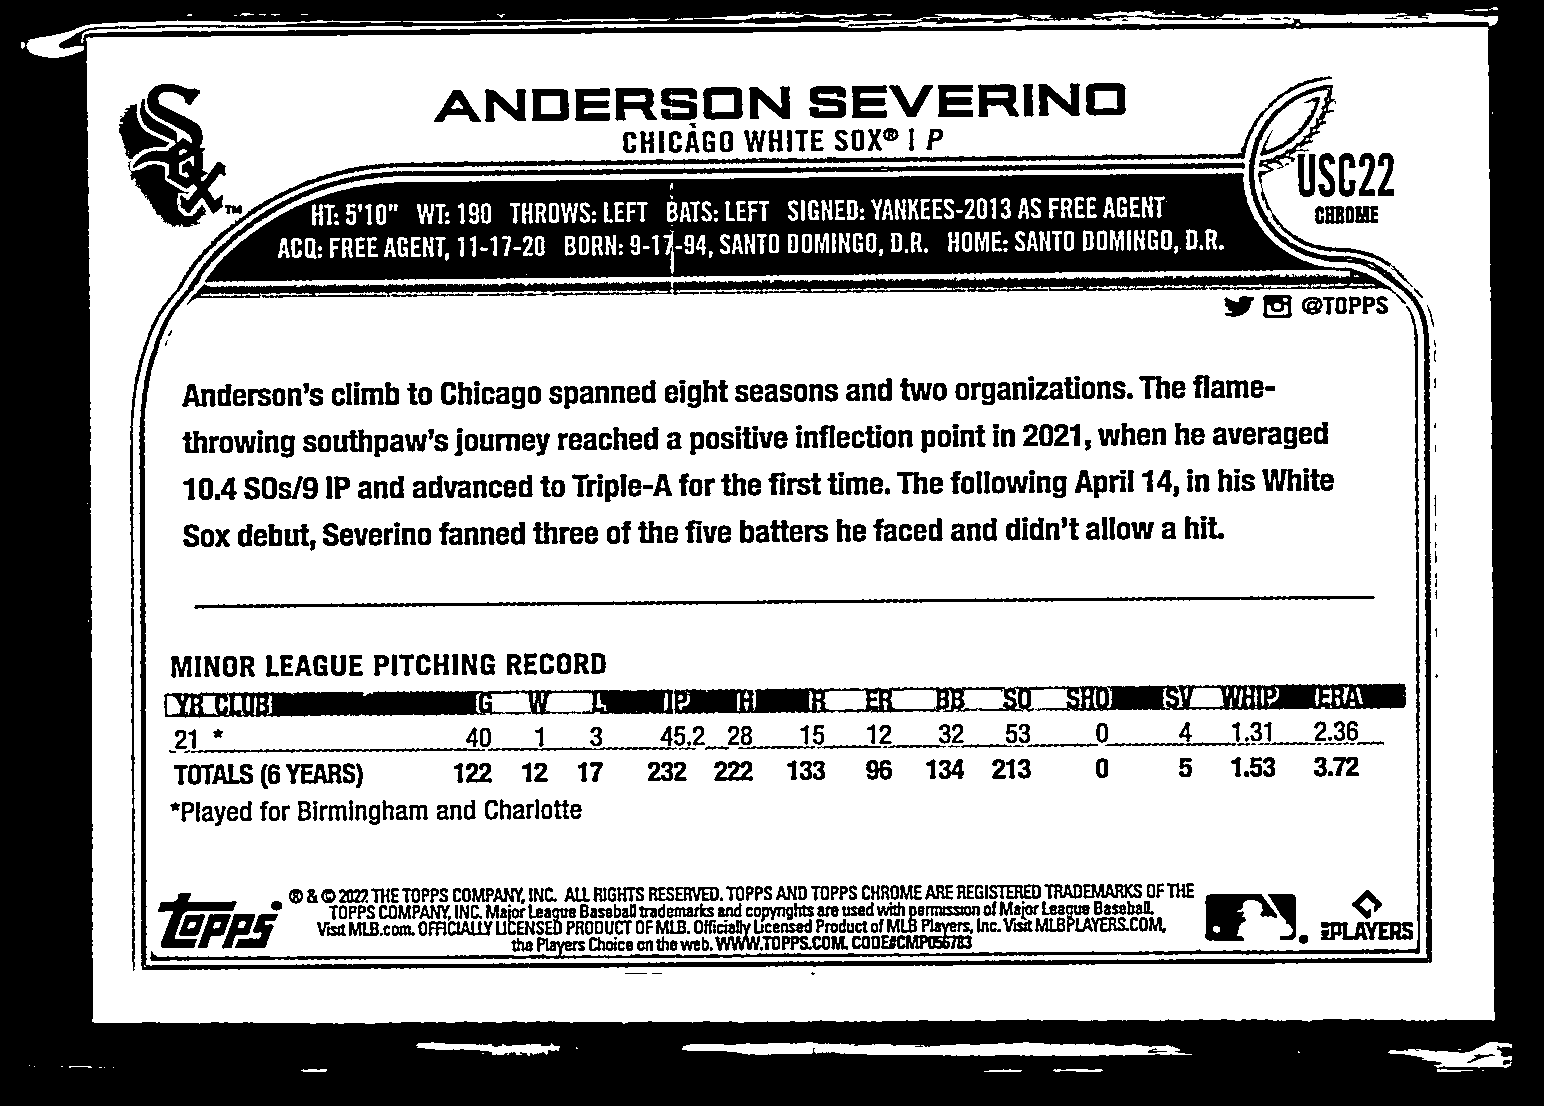 Sox TM
ANDERSON SEVERINO
CHICAGO WHITE SOX® | P
USC22
CHROME
HT: 5'10" WT: 190 THROWS: LEFT BATS: LEFT SIGNED: YANKEES-2013 AS FREE AGENT
ACQ: FREE AGENT, 11-17-20 BORN: 9-17-94, SANTO DOMINGO, D.R. HOME: SANTO DOMINGO, D.R.
@TOPPS
Anderson's climb to Chicago spanned eight seasons and two organizations. The flame-
throwing southpaw's journey reached a positive inflection point in 2021, when he averaged
10.4 SOs/9 IP and advanced to Triple-A for the first time. The following April 14, in his White
Sox debut, Severino fanned three of the five batters he faced and didn't allow a hit.
MINOR LEAGUE PITCHING RECORD
YR CLUB G W L IP H R ER BB SO SHO SV WHIP ERA
21 * 40 1 3 45.2 28 15 12 32 53 0 4 1.31 2.36
TOTALS (6 YEARS) 122 12 17 232 222 133 96 134 213 0 5 1.53 3.72
*Played for Birmingham and Charlotte
® & © 2022 THE TOPPS COMPANY, INC. ALL RIGHTS RESERVED. TOPPS AND TOPPS CHROME ARE REGISTERED TRADEMARKS OF THE
TOPPS COMPANY, INC. Major League Baseball trademarks and copyrights are used with permission of Major League Baseball.
Visit MLB.com. OFFICIALLY LICENSED PRODUCT OF MLB. Officially Licensed Product of MLB Players, Inc. Visit MLBPLAYERS.COM,
the Players Choice on the web. WWW.TOPPS.COM. CODE#CMP056783
topps
PLAYERS